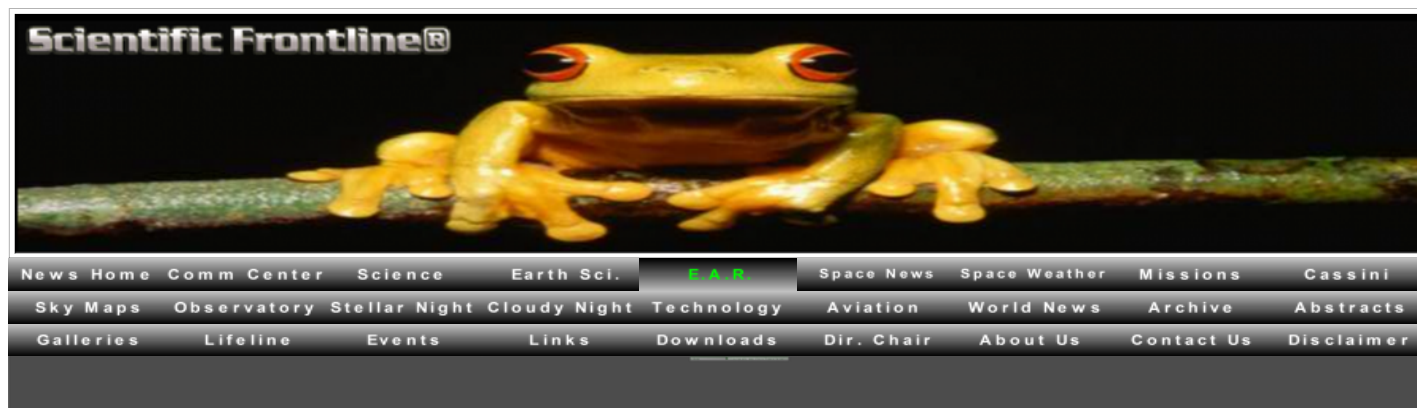 Scientific Frontline®
News Home Comm Center Science Earth Sci. E.A.R. Space News Space Weather Missions Cassini
Sky Maps Observatory Stellar Night Cloudy Night Technology Aviation World News Archive Abstracts
Galleries Lifeline Events Links Downloads Dir. Chair About Us Contact Us Disclaimer